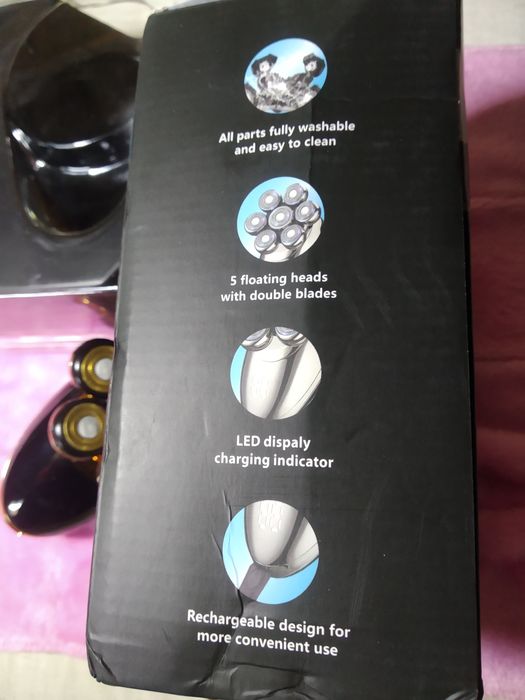 All parts fully washable
and easy to clean
5 floating heads
with double blades
LED dispaly
charging indicator
Rechargeable design for
more convenient use